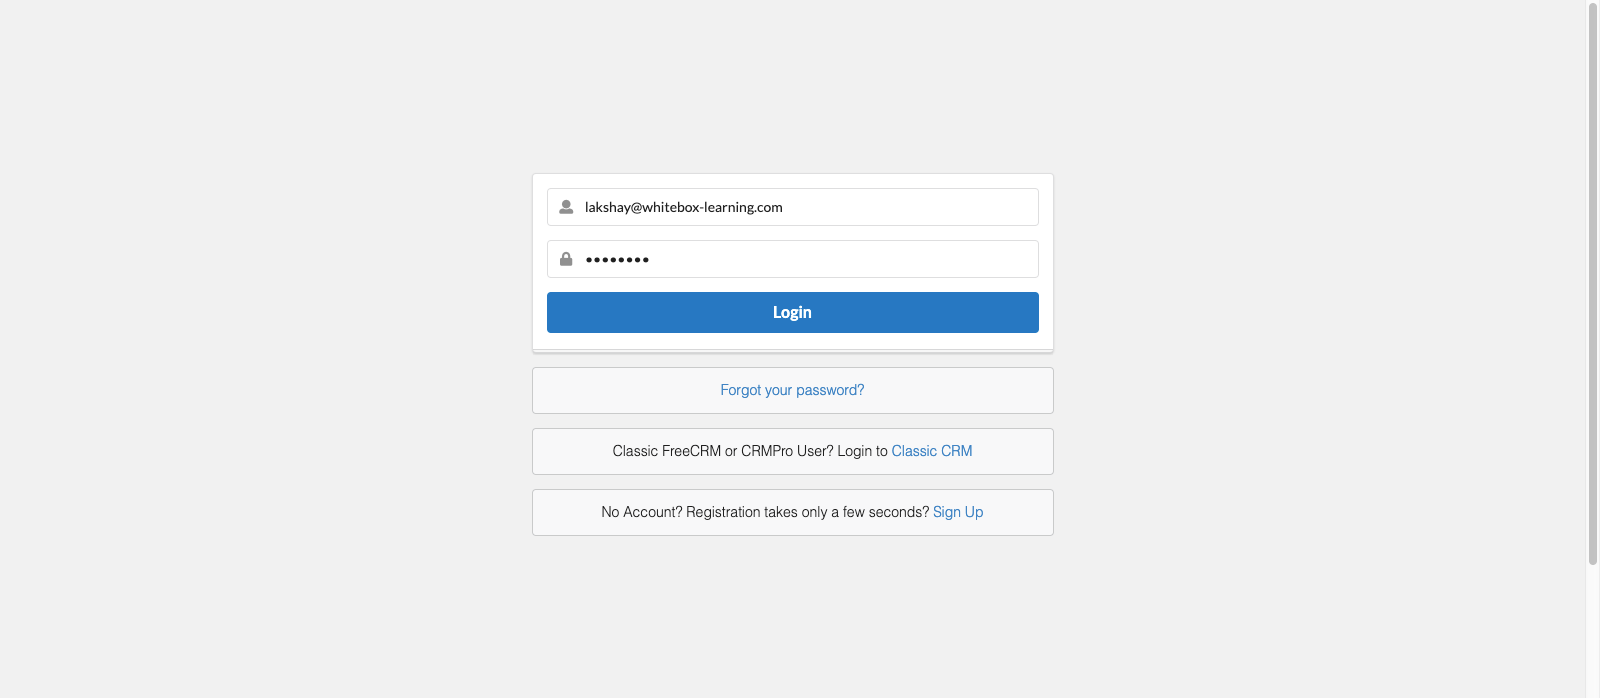 lakshay@whitebox-learning.com
••••••••
Login
Forgot your password?
Classic FreeCRM or CRMPro User? Login to Classic CRM
No Account? Registration takes only a few seconds? Sign Up